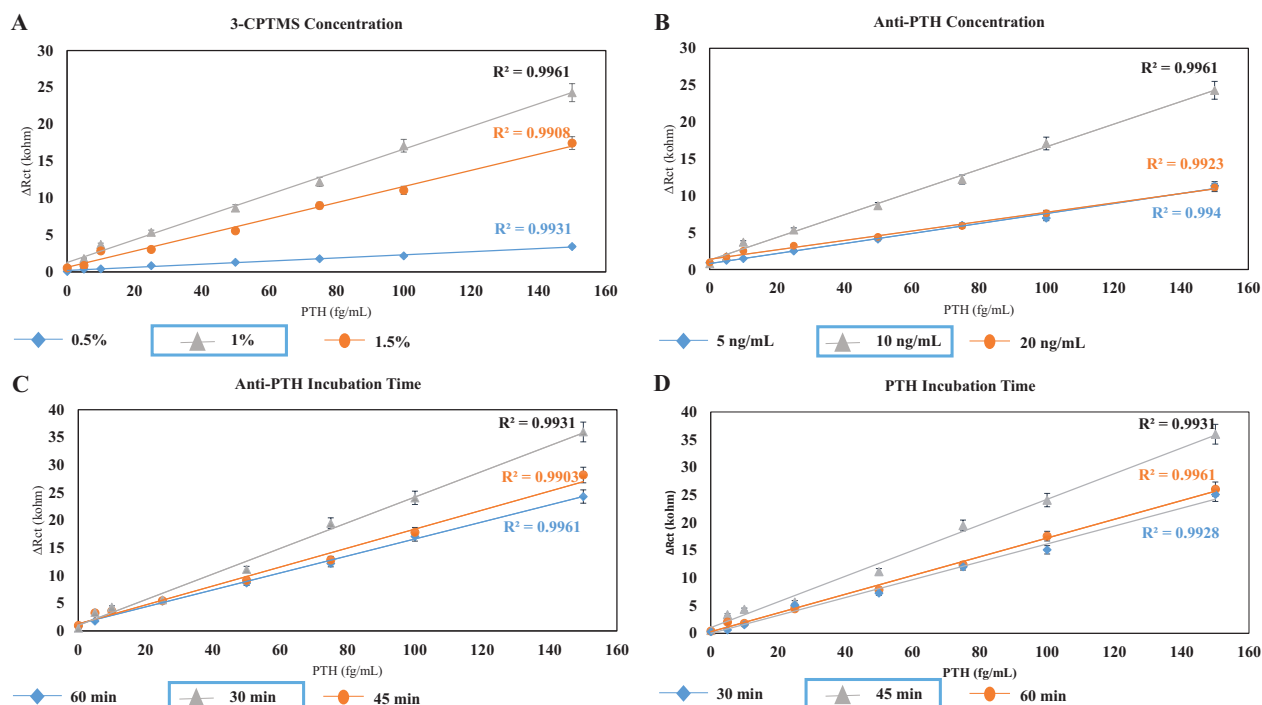 A
3-CPTMS Concentration
30
25
20
15
10
5
0
ΔRct (kohm)
R² = 0.9961
R² = 0.9908
R² = 0.9931
0 20 40 60 80 100 120 140 160
PTH (fg/mL)
0.5% 1% 1.5%
B
Anti-PTH Concentration
30
25
20
15
10
5
0
ΔRct (kohm)
R² = 0.9961
R² = 0.9923
R² = 0.994
0 20 40 60 80 100 120 140 160
PTH (fg/mL)
5 ng/mL 10 ng/mL 20 ng/mL
C
Anti-PTH Incubation Time
40
35
30
25
20
15
10
5
0
ΔRct (kohm)
R² = 0.9931
R² = 0.9903
R² = 0.9961
0 20 40 60 80 100 120 140 160
PTH (fg/mL)
60 min 30 min 45 min
D
PTH Incubation Time
40
35
30
25
20
15
10
5
0
ΔRct (kohm)
R² = 0.9931
R² = 0.9961
R² = 0.9928
0 20 40 60 80 100 120 140 160
PTH (fg/mL)
30 min 45 min 60 min